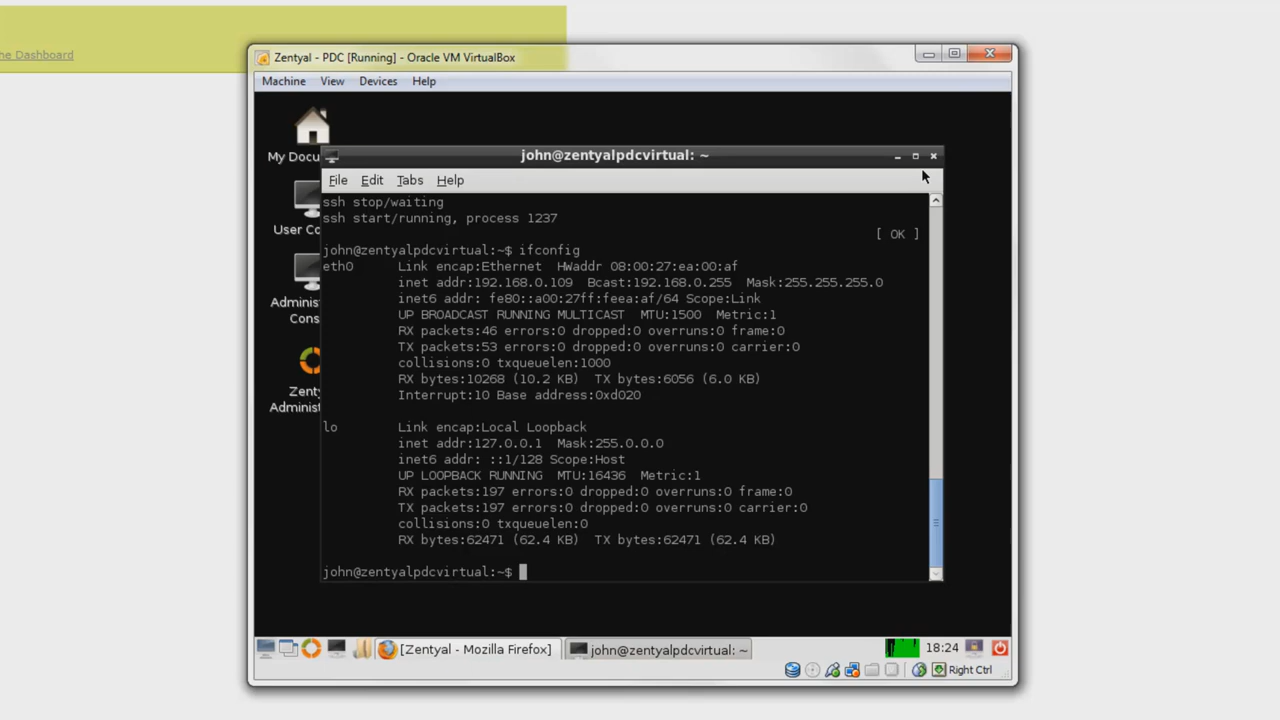 he Dashboard
Zentyal - PDC [Running] - Oracle VM VirtualBox
Machine View Devices Help
My Docu
User Co
Adminis
Cons
Zenty
Administ
john@zentyalpdcvirtual: ~
File Edit Tabs Help
ssh stop/waiting
ssh start/running, process 1237
[ OK ]
john@zentyalpdcvirtual:~$ ifconfig
eth0 Link encap:Ethernet HWaddr 08:00:27:ea:00:af
inet addr:192.168.0.109 Bcast:192.168.0.255 Mask:255.255.255.0
inet6 addr: fe80::a00:27ff:feea:af/64 Scope:Link
UP BROADCAST RUNNING MULTICAST MTU:1500 Metric:1
RX packets:46 errors:0 dropped:0 overruns:0 frame:0
TX packets:53 errors:0 dropped:0 overruns:0 carrier:0
collisions:0 txqueuelen:1000
RX bytes:10268 (10.2 KB) TX bytes:6056 (6.0 KB)
Interrupt:10 Base address:0xd020
lo Link encap:Local Loopback
inet addr:127.0.0.1 Mask:255.0.0.0
inet6 addr: ::1/128 Scope:Host
UP LOOPBACK RUNNING MTU:16436 Metric:1
RX packets:197 errors:0 dropped:0 overruns:0 frame:0
TX packets:197 errors:0 dropped:0 overruns:0 carrier:0
collisions:0 txqueuelen:0
RX bytes:62471 (62.4 KB) TX bytes:62471 (62.4 KB)
john@zentyalpdcvirtual:~$
[Zentyal - Mozilla Firefox] john@zentyalpdcvirtual: ~ 18:24
Right Ctrl